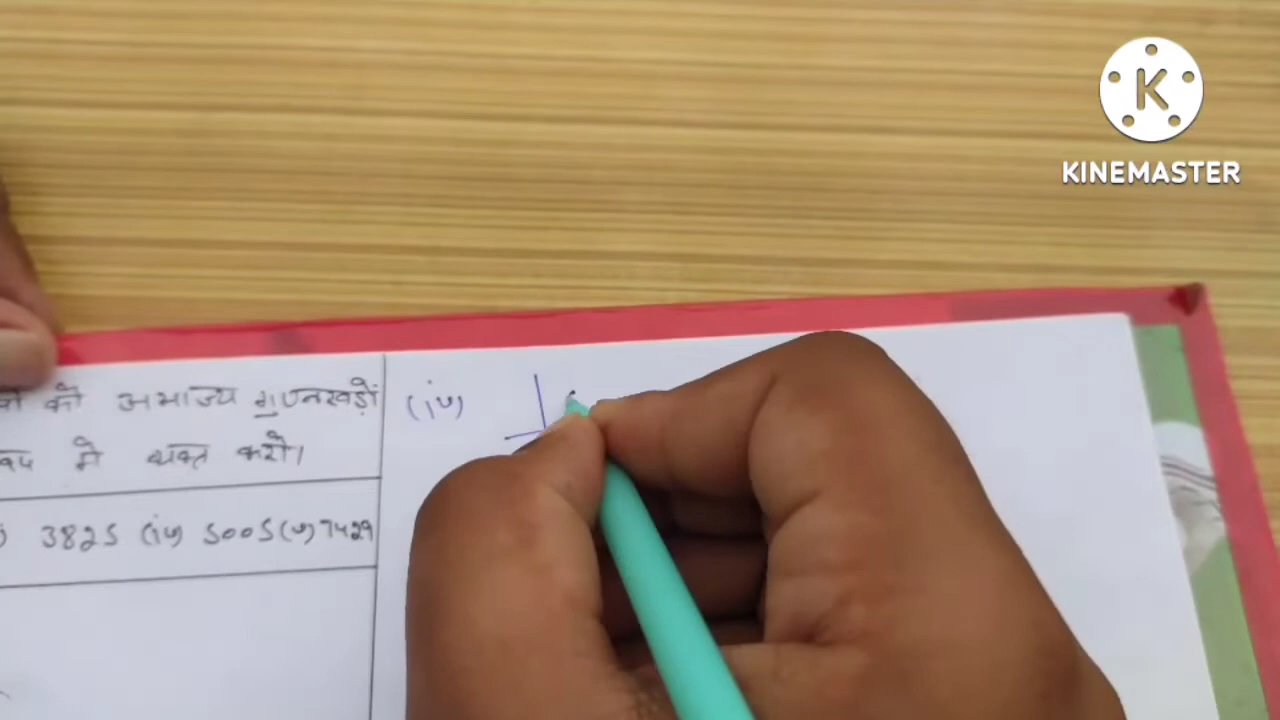 K
KINEMASTER
को अभाज्य गुणनखंडों
में व्यक्त करो।
3825 (iv) 5005 (v) 7429
(iv)